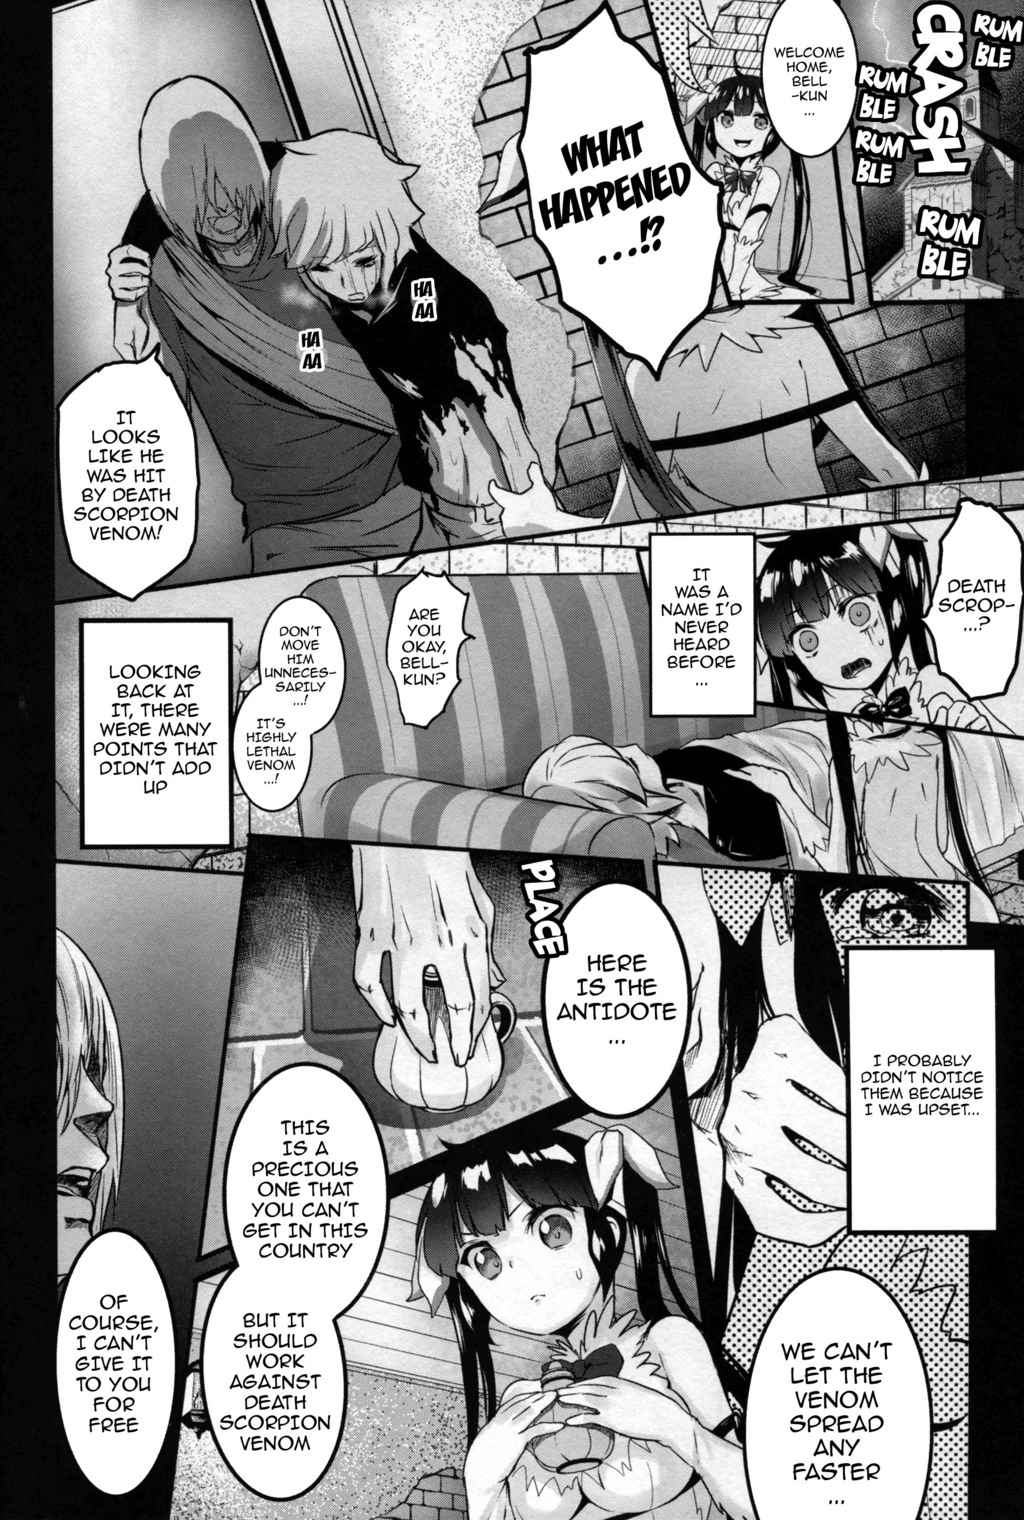 RUM
BLE
CRASH
RUM
BLE
RUM
BLE
RUM
BLE
WELCOME
HOME,
BELL
-KUN
...
WHAT
HAPPENED
...!?
HA
AA
HA
AA
IT
LOOKS
LIKE HE
WAS HIT
BY DEATH
SCORPION
VENOM!
DEATH
SCROP-
...?
IT
WAS A
NAME I'D
NEVER
HEARD
BEFORE
...
ARE
YOU
OKAY,
BELL-
KUN?
DON'T
MOVE
HIM
UNNECES-
SARILY
...!
IT'S
HIGHLY
LETHAL
VENOM
...!
LOOKING
BACK AT
IT, THERE
WERE MANY
POINTS THAT
DIDN'T ADD
UP
I PROBABLY
DIDN'T NOTICE
THEM BECAUSE
I WAS UPSET...
WE CAN'T
LET THE
VENOM
SPREAD
ANY
FASTER
...
PLACE
HERE
IS THE
ANTIDOTE
...
THIS
IS A
PRECIOUS
ONE THAT
YOU CAN'T
GET IN THIS
COUNTRY
BUT IT
SHOULD
WORK
AGAINST
DEATH
SCORPION
VENOM
OF
COURSE,
I CAN'T
GIVE IT
TO YOU
FOR
FREE